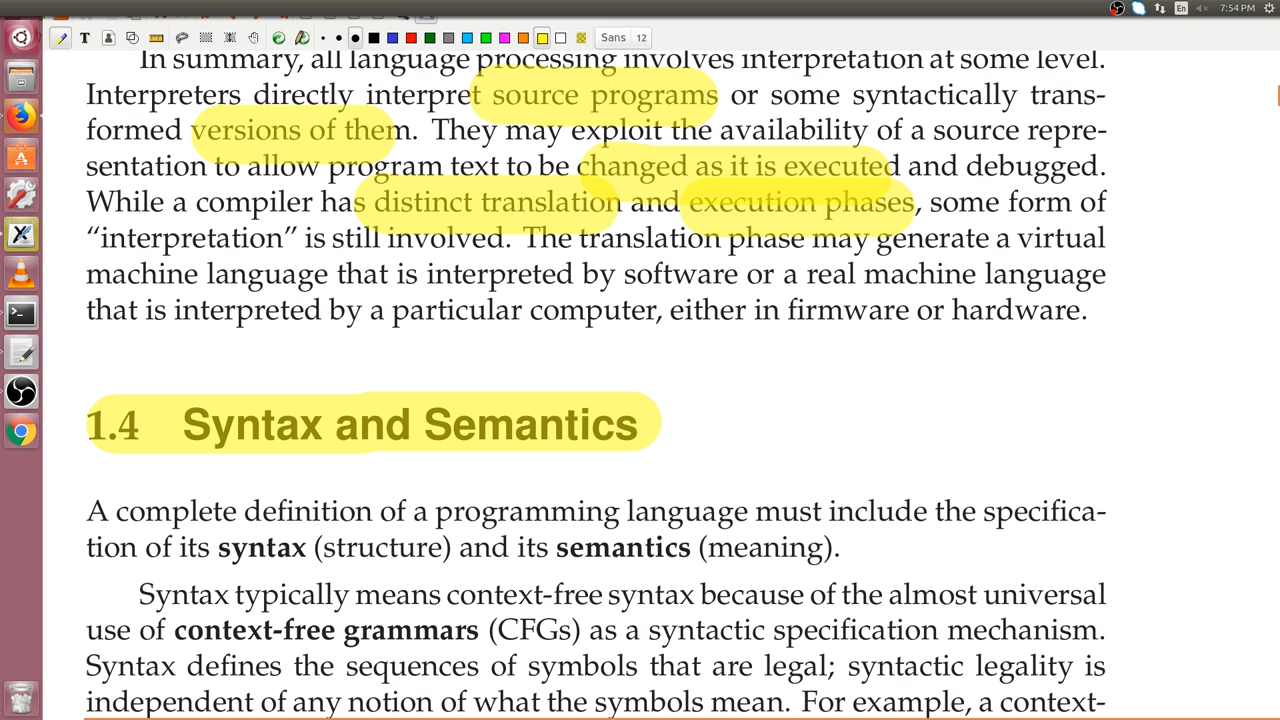 En 7:54 PM
T Sans 12
In summary, all language processing involves interpretation at some level.
Interpreters directly interpret source programs or some syntactically trans-
formed versions of them. They may exploit the availability of a source repre-
sentation to allow program text to be changed as it is executed and debugged.
While a compiler has distinct translation and execution phases, some form of
“interpretation” is still involved. The translation phase may generate a virtual
machine language that is interpreted by software or a real machine language
that is interpreted by a particular computer, either in firmware or hardware.
1.4 Syntax and Semantics
A complete definition of a programming language must include the specifica-
tion of its syntax (structure) and its semantics (meaning).
Syntax typically means context-free syntax because of the almost universal
use of context-free grammars (CFGs) as a syntactic specification mechanism.
Syntax defines the sequences of symbols that are legal; syntactic legality is
independent of any notion of what the symbols mean. For example, a context-